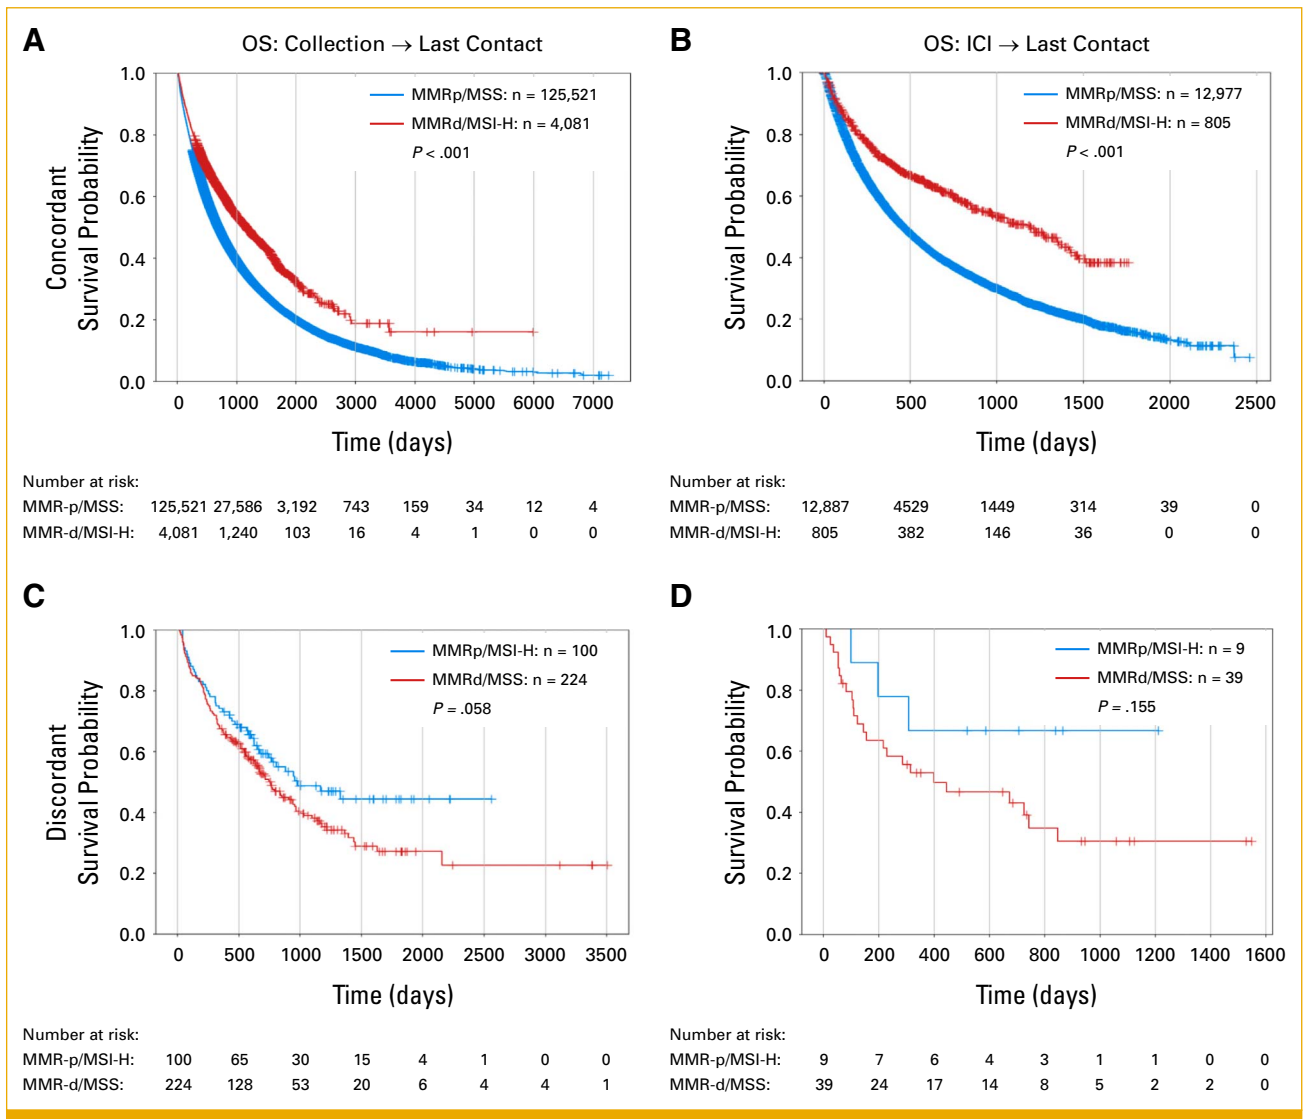 A
OS: Collection → Last Contact
Concordant
Survival Probability
1.0
0.8
0.6
0.4
0.2
0.0
MMRp/MSS: n = 125,521
MMRd/MSI-H: n = 4,081
P < .001
0 1000 2000 3000 4000 5000 6000 7000
Time (days)
Number at risk:
MMR-p/MSS: 125,521 27,586 3,192 743 159 34 12 4
MMR-d/MSI-H: 4,081 1,240 103 16 4 1 0 0
B
OS: ICI → Last Contact
Survival Probability
1.0
0.8
0.6
0.4
0.2
0.0
MMRp/MSS: n = 12,977
MMRd/MSI-H: n = 805
P < .001
0 500 1000 1500 2000 2500
Time (days)
Number at risk:
MMR-p/MSS: 12,887 4529 1449 314 39 0
MMR-d/MSI-H: 805 382 146 36 0 0
C
Discordant
Survival Probability
1.0
0.8
0.6
0.4
0.2
0.0
MMRp/MSI-H: n = 100
MMRd/MSS: n = 224
P = .058
0 500 1000 1500 2000 2500 3000 3500
Time (days)
Number at risk:
MMR-p/MSI-H: 100 65 30 15 4 1 0 0
MMR-d/MSS: 224 128 53 20 6 4 4 1
D
Survival Probability
1.0
0.8
0.6
0.4
0.2
0.0
MMRp/MSI-H: n = 9
MMRd/MSS: n = 39
P = .155
0 200 400 600 800 1000 1200 1400 1600
Time (days)
Number at risk:
MMR-p/MSI-H: 9 7 6 4 3 1 1 0 0
MMR-d/MSS: 39 24 17 14 8 5 2 2 0